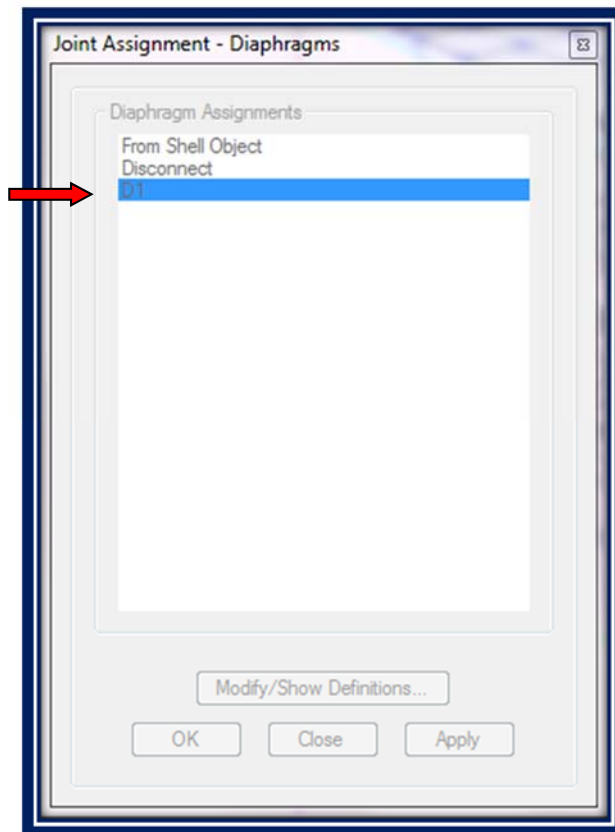 Joint Assignment - Diaphragms
Diaphragm Assignments
From Shell Object
Disconnect
D1
Modify/Show Definitions...
OK Close Apply